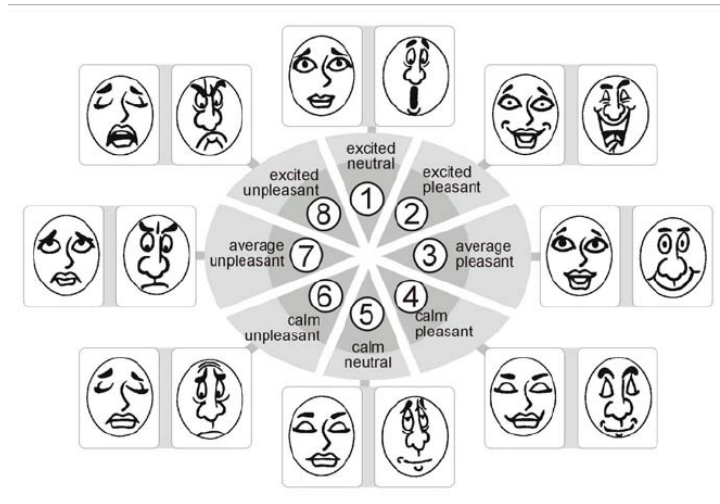 excited
neutral
1
excited
pleasant
2
3
average
pleasant
4
calm
pleasant
5
calm
neutral
6
calm
unpleasant
average
unpleasant
7
excited
unpleasant
8